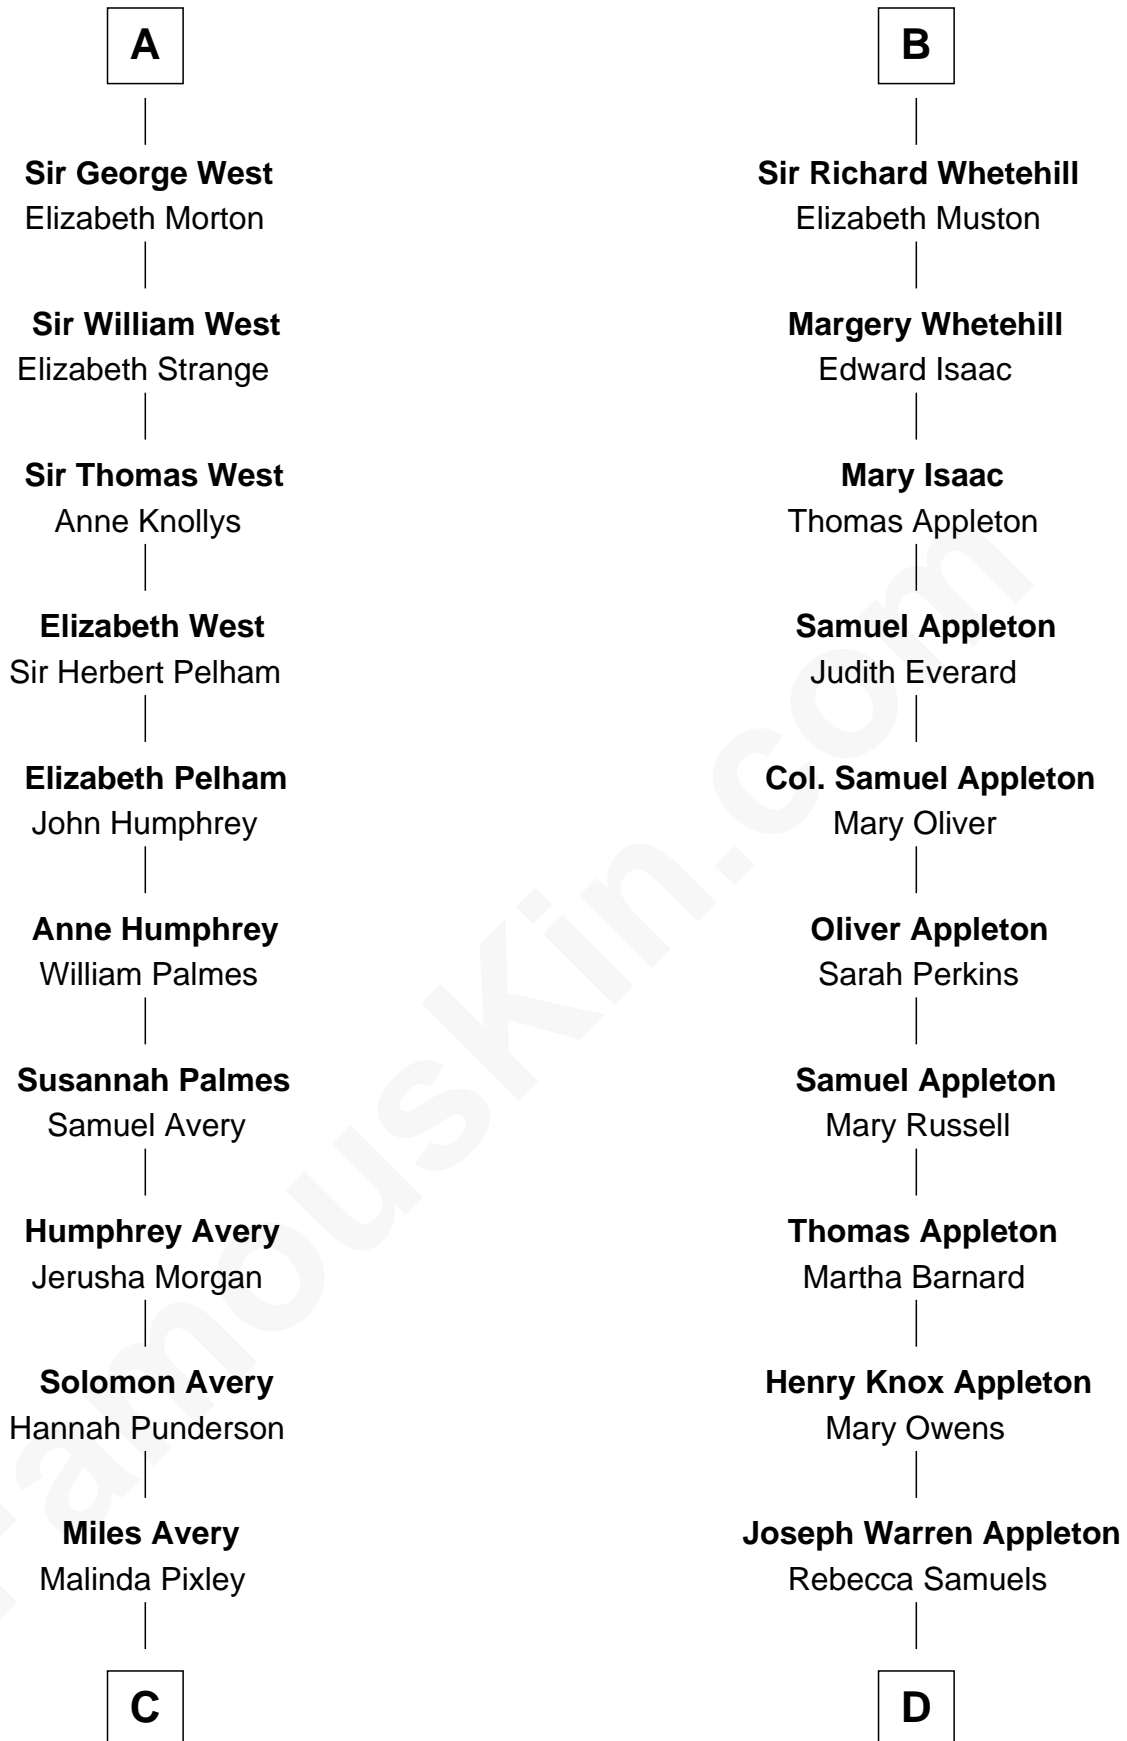 A
Sir George West
Elizabeth Morton
Sir William West
Elizabeth Strange
Sir Thomas West
Anne Knollys
Elizabeth West
Sir Herbert Pelham
Elizabeth Pelham
John Humphrey
Anne Humphrey
William Palmes
Susannah Palmes
Samuel Avery
Humphrey Avery
Jerusha Morgan
Solomon Avery
Hannah Punderson
Miles Avery
Malinda Pixley
C
B
Sir Richard Whetehill
Elizabeth Muston
Margery Whetehill
Edward Isaac
Mary Isaac
Thomas Appleton
Samuel Appleton
Judith Everard
Col. Samuel Appleton
Mary Oliver
Oliver Appleton
Sarah Perkins
Samuel Appleton
Mary Russell
Thomas Appleton
Martha Barnard
Henry Knox Appleton
Mary Owens
Joseph Warren Appleton
Rebecca Samuels
D
FamousKin.com